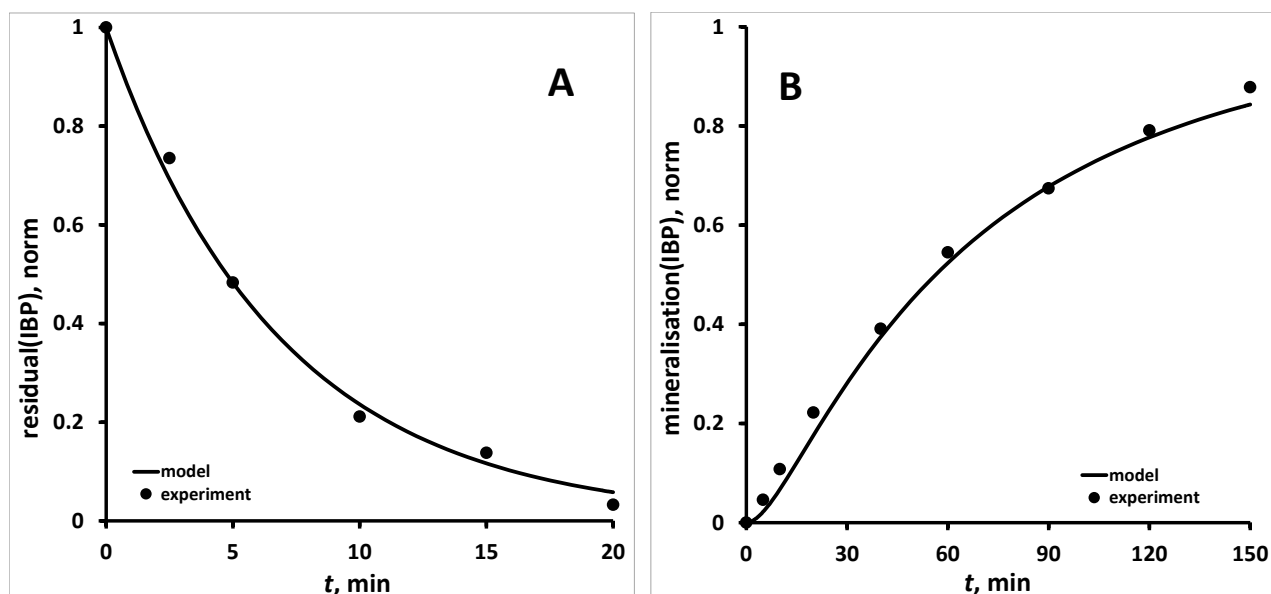 A
1
0.8
0.6
0.4
0.2
0
residual(IBP), norm
model
experiment
0
5
10
15
20
t, min
B
1
0.8
0.6
0.4
0.2
0
mineralisation(IBP), norm
model
experiment
0
30
60
90
120
150
t, min